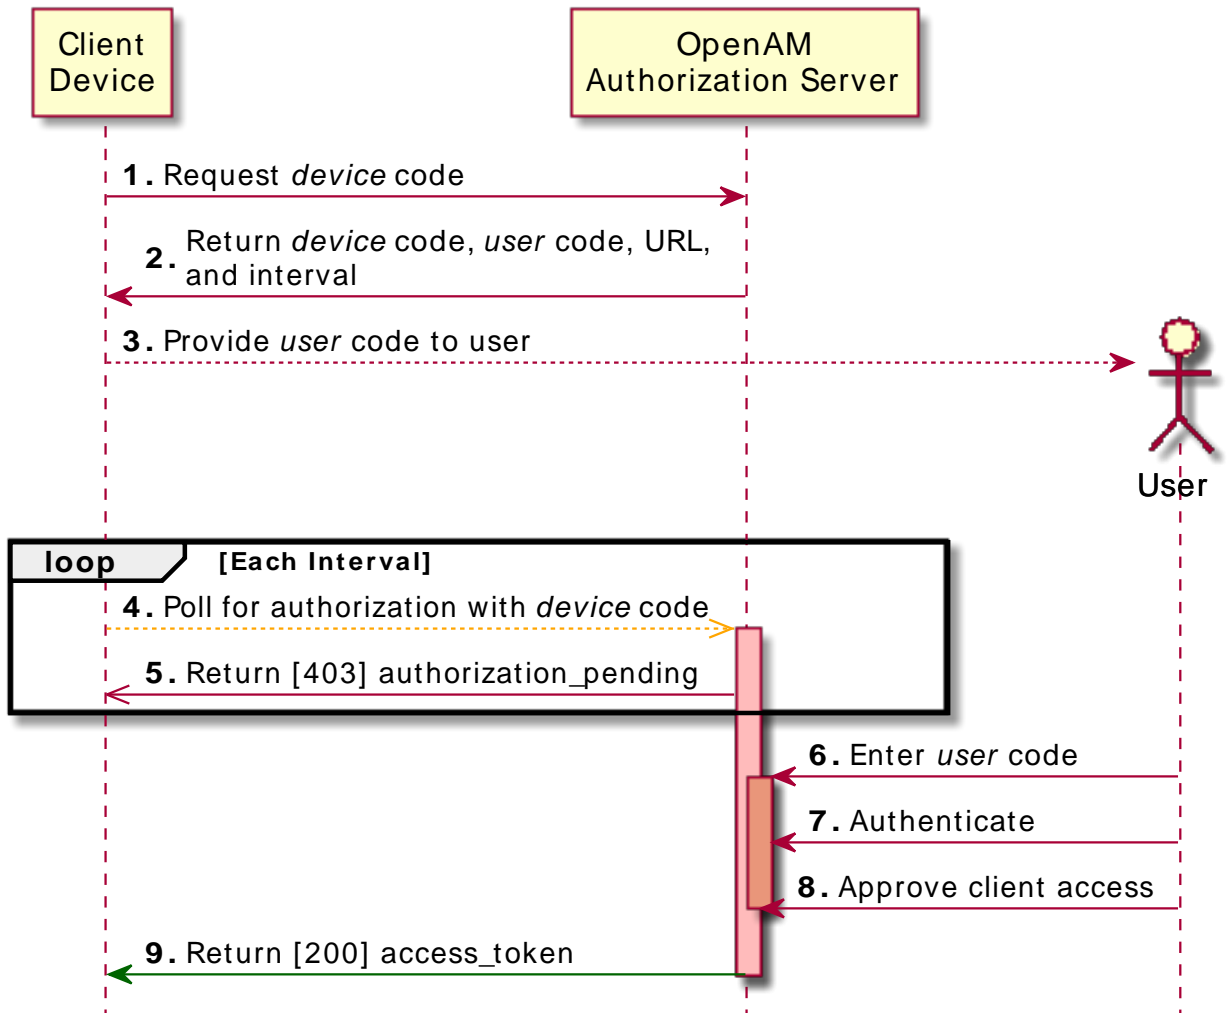 Client
Device
OpenAM
Authorization Server
1. Request device code
2. Return device code, user code, URL,
and interval
3. Provide user code to user
User
loop [Each Interval]
4. Poll for authorization with device code
5. Return [403] authorization_pending
6. Enter user code
7. Authenticate
8. Approve client access
9. Return [200] access_token